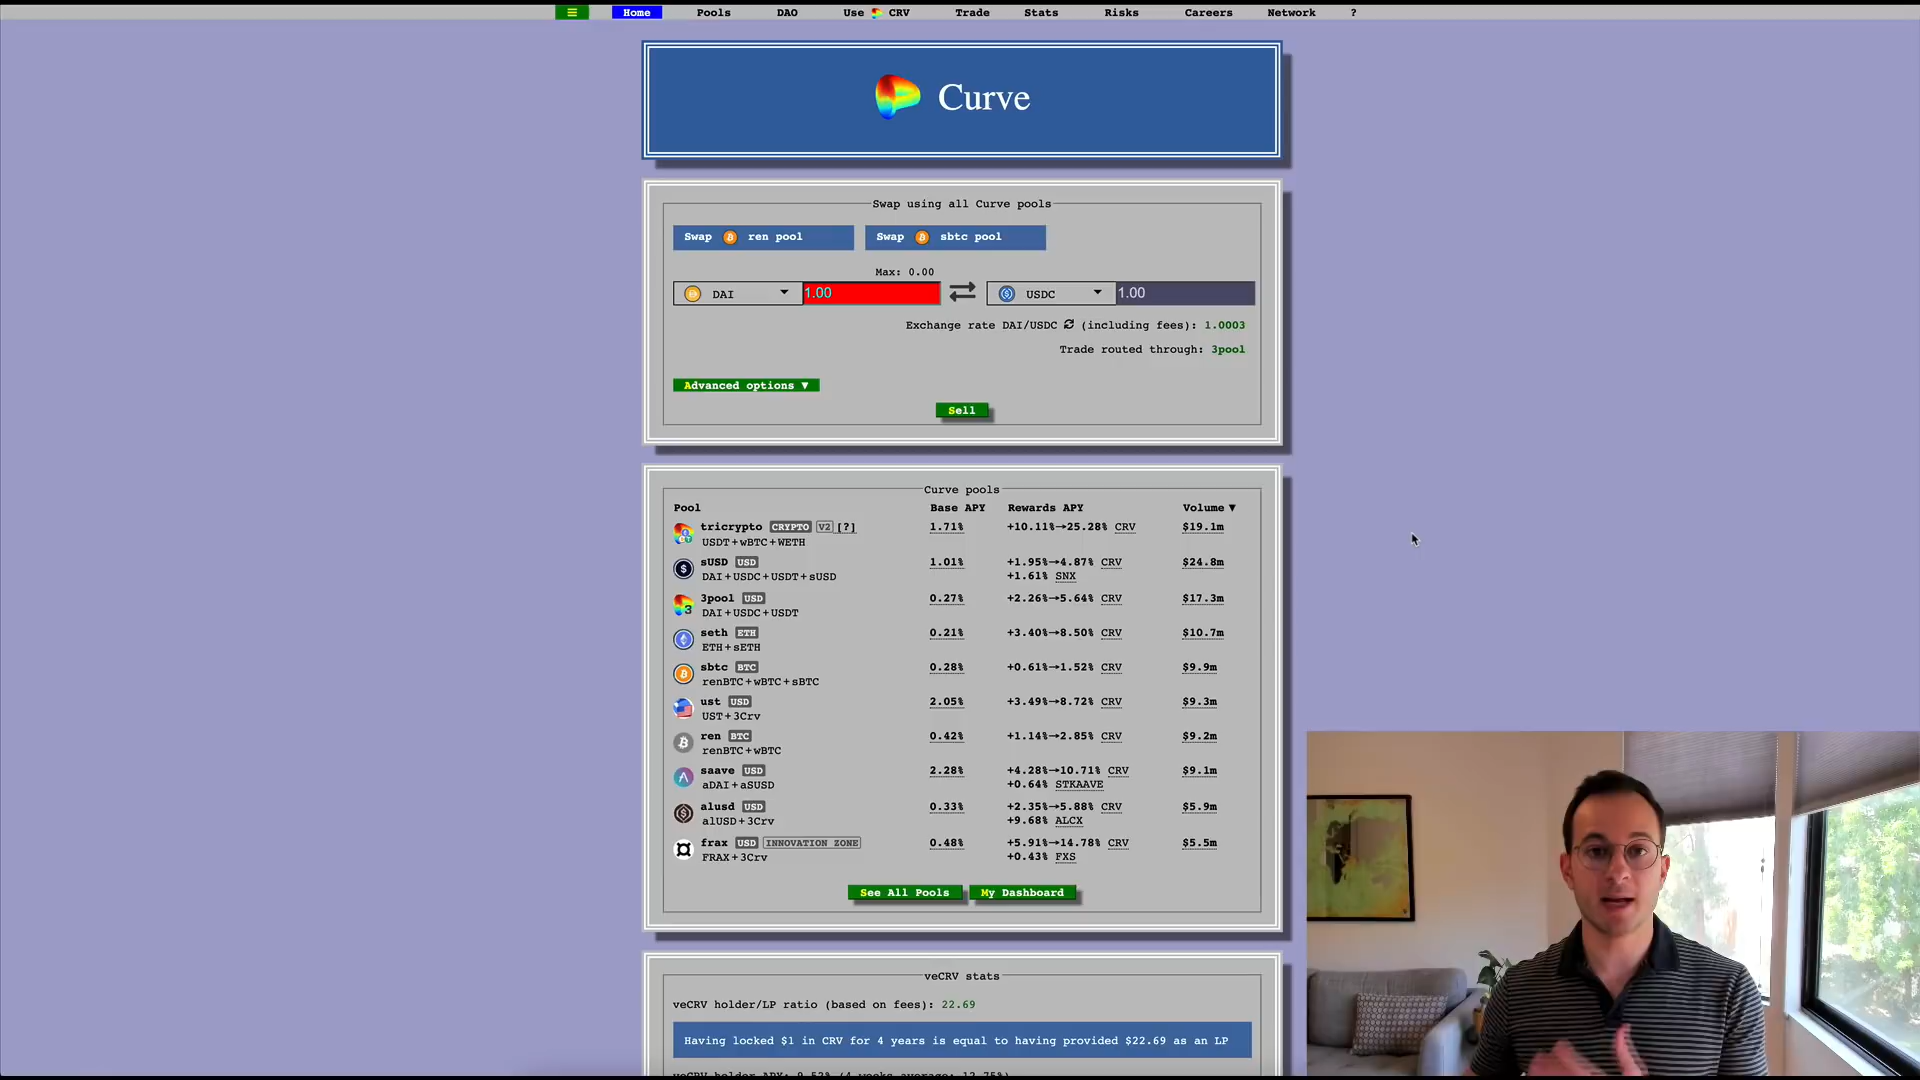 ☰ Home Pools DAO Use CRV Trade Stats Risks Careers Network ?
Curve
Swap using all Curve pools
Swap ren pool Swap sbtc pool
Max: 0.00
DAI 1.00 USDC 1.00
Exchange rate DAI/USDC (including fees): 1.0003
Trade routed through: 3pool
Advanced options ▼
Sell
Curve pools
Pool Base APY Rewards APY Volume ▼
tricrypto CRYPTO V2 [?] 1.71% +10.11%→25.28% CRV $19.1m
USDT+wBTC+WETH
sUSD USD 1.01% +1.95%→4.87% CRV $24.8m
DAI+USDC+USDT+sUSD +1.61% SNX
3pool USD 0.27% +2.26%→5.64% CRV $17.3m
DAI+USDC+USDT
seth ETH 0.21% +3.40%→8.50% CRV $10.7m
ETH+sETH
sbtc BTC 0.28% +0.61%→1.52% CRV $9.9m
renBTC+wBTC+sBTC
ust USD 2.05% +3.49%→8.72% CRV $9.3m
UST+3Crv
ren BTC 0.42% +1.14%→2.85% CRV $9.2m
renBTC+wBTC
saave USD 2.28% +4.28%→10.71% CRV $9.1m
aDAI+aSUSD +0.64% STKAAVE
alusd USD 0.33% +2.35%→5.88% CRV $5.9m
alUSD+3Crv +9.68% ALCX
frax USD INNOVATION ZONE 0.48% +5.91%→14.78% CRV $5.5m
FRAX+3Crv +0.43% FXS
See All Pools My Dashboard
veCRV stats
veCRV holder/LP ratio (based on fees): 22.69
Having locked $1 in CRV for 4 years is equal to having provided $22.69 as an LP
veCRV holder APY: 9.52% (4 weeks average: 12.75%)